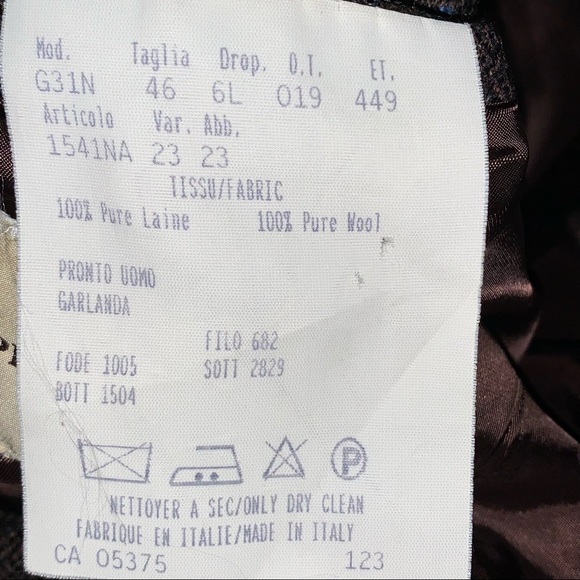 Mod. Taglia Drop. O.T. ET.
G31N 46 6L 019 449
Articolo Var. Abb.
1541NA 23 23
TISSU/FABRIC
100% Pure Laine 100% Pure Wool
PRONTO UOMO
GARLANDA
FILO 682
FODE 1005 SOTT 2829
BOTT 1504
P
NETTOYER A SEC/ONLY DRY CLEAN
FABRIQUE EN ITALIE/MADE IN ITALY
CA 05375 123